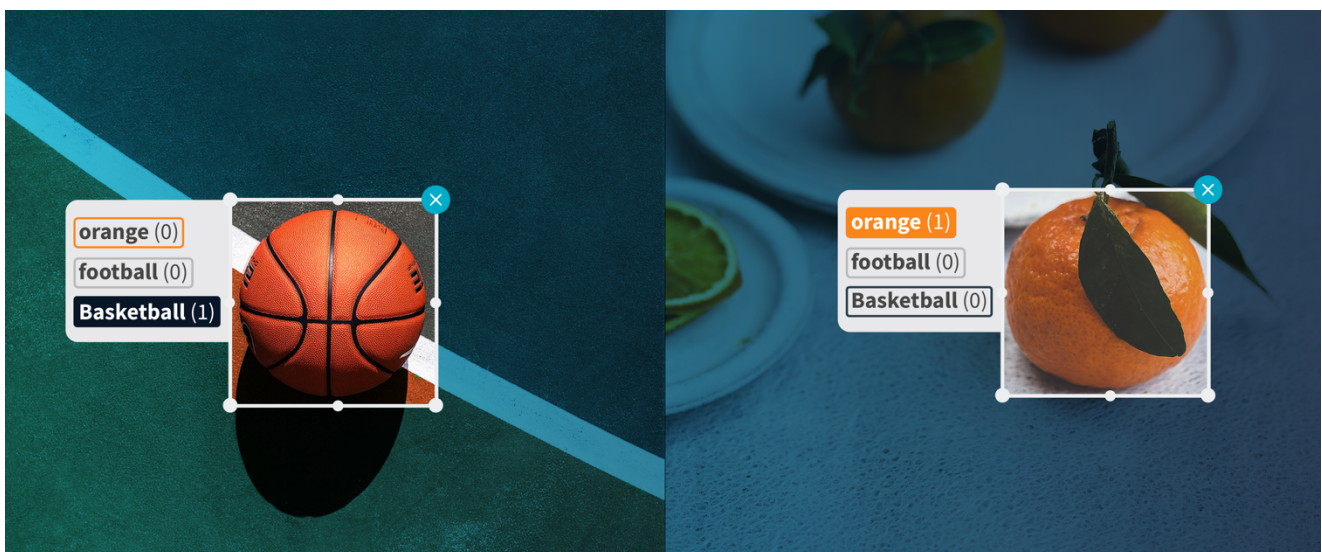 orange (0)
football (0)
Basketball (1)
orange (1)
football (0)
Basketball (0)